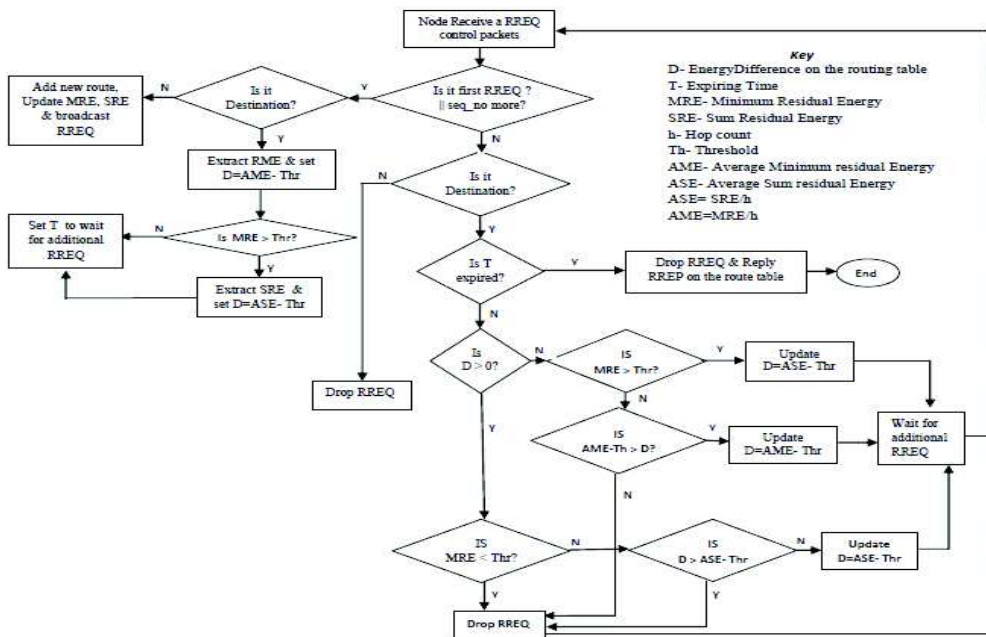 Node Receive a RREQ
control packets
Key
D- EnergyDifference on the routing table
T- Expiring Time
MRE- Minimum Residual Energy
SRE- Sum Residual Energy
h- Hop count
Th- Threshold
AME- Average Minimum residual Energy
ASE- Average Sum residual Energy
ASE= SRE/h
AME=MRE/h
Add new route,
Update MRE, SRE
& broadcast
RREQ
N
Is it
Destination?
Y
Is it first RREQ ?
|| seq_no more?
Y
N
Extract RME & set
D=AME- Thr
N
Is it
Destination?
Y
Set T to wait
for additional
RREQ
N
Is MRE > Thr?
Y
Extract SRE &
set D=ASE- Thr
Is T
expired?
Y
Drop RREQ & Reply
RREP on the route table
End
N
Drop RREQ
Is
D > 0?
N
IS
MRE > Thr?
Y
Update
D=ASE- Thr
N
Y
IS
AME-Th > D?
Y
Update
D=AME- Thr
Wait for
additional
RREQ
N
IS
MRE < Thr?
N
IS
D > ASE- Thr
N
Update
D=ASE- Thr
Y
Y
Drop RREQ